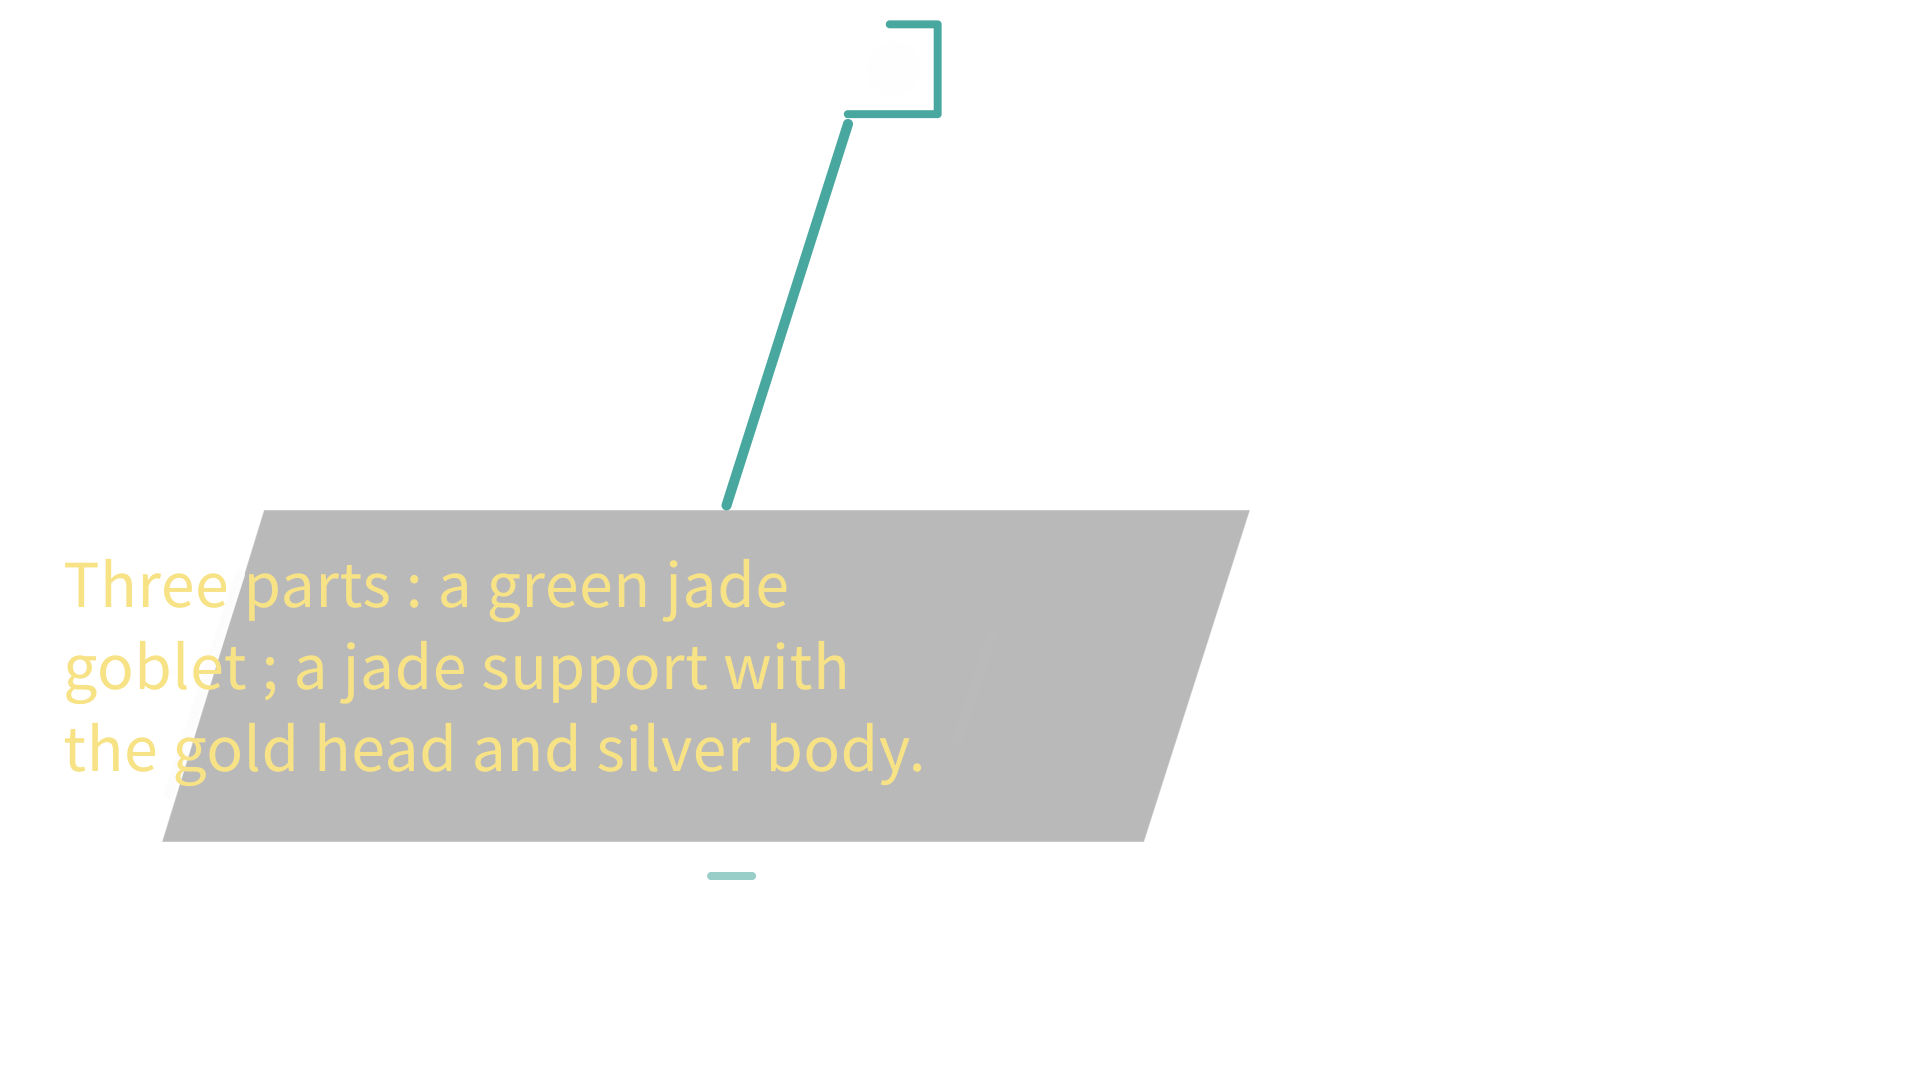 Three parts : a green jade
goblet ; a jade support with
the gold head and silver body.